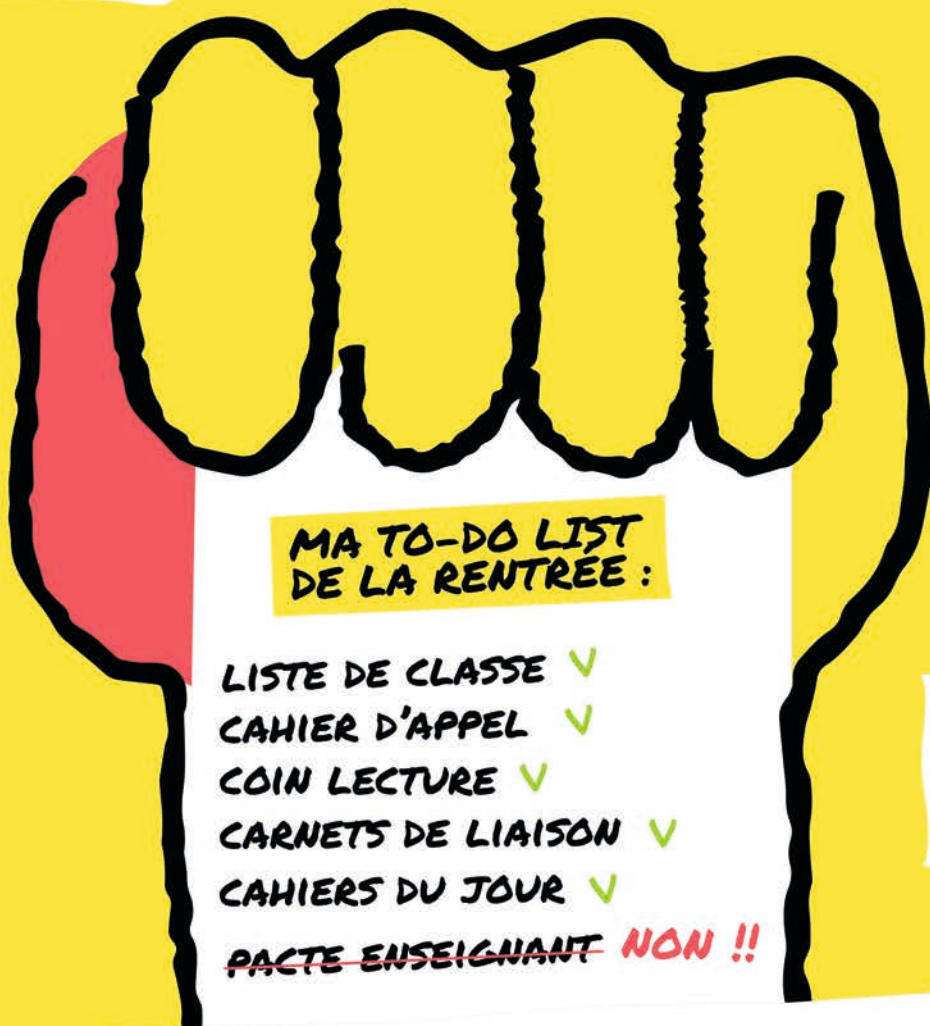 MA TO-DO LIST
DE LA RENTRÉE :
LISTE DE CLASSE V
CAHIER D'APPEL V
COIN LECTURE V
CARNETS DE LIAISON V
CAHIERS DU JOUR V
PACTE ENSEIGNANT NON !!